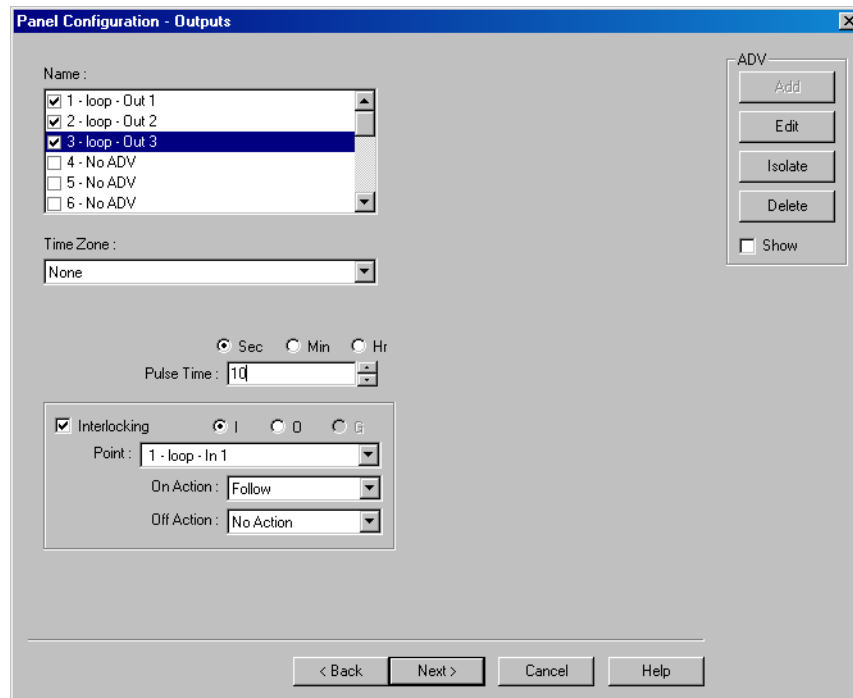 Panel Configuration - Outputs
Name :
1 - loop - Out 1
2 - loop - Out 2
3 - loop - Out 3
4 - No ADV
5 - No ADV
6 - No ADV
Time Zone :
None
Sec Min Hr
Pulse Time : 10
Interlocking I O G
Point : 1 - loop - In 1
On Action : Follow
Off Action : No Action
ADV
Add
Edit
Isolate
Delete
Show
< Back Next > Cancel Help